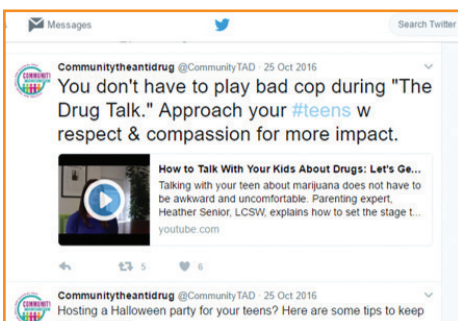 Messages
Search Twitter
Communitytheantidrug @CommunityTAD · 25 Oct 2016
You don't have to play bad cop during "The
Drug Talk." Approach your #teens w
respect & compassion for more impact.
How to Talk With Your Kids About Drugs: Let's Ge...
Talking with your teen about marijuana does not have to
be awkward and uncomfortable. Parenting expert,
Heather Senior, LCSW, explains how to set the stage t...
youtube.com
5 6
Communitytheantidrug @CommunityTAD · 25 Oct 2016
Hosting a Halloween party for your teens? Here are some tips to keep